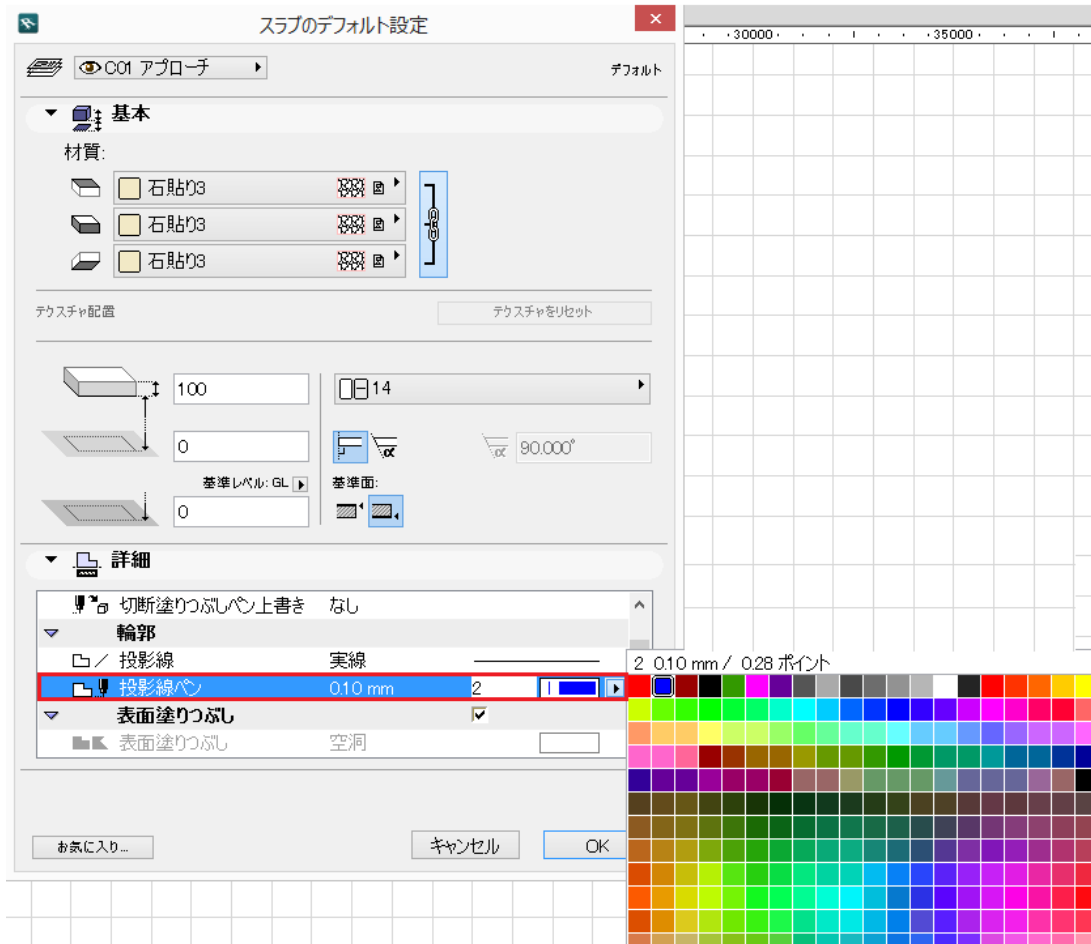 スラブのデフォルト設定
30000
35000
C01 アプローチ
デフォルト
基本
材質:
石貼り3
石貼り3
石貼り3
テクスチャ配置
テクスチャをリセット
100
14
0
α
α
90.000°
基準レベル: GL
基準面:
0
詳細
切断塗りつぶしペン上書き なし
輪郭
投影線 実線
2 0.10 mm / 0.28 ポイント
投影線ペン 0.10 mm 2
表面塗りつぶし
表面塗りつぶし 空洞
お気に入り...
キャンセル
OK